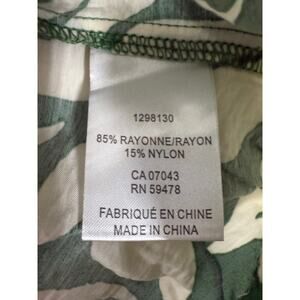 1298130
85% RAYONNE/RAYON
15% NYLON
CA 07043
RN 59478
FABRIQUÉ EN CHINE
MADE IN CHINA